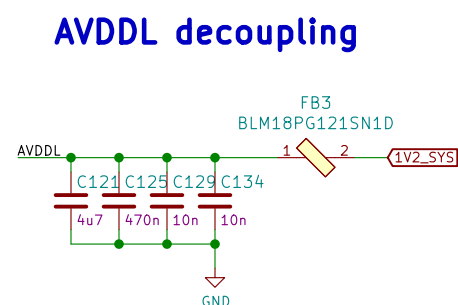 AVDDL decoupling
FB3
BLM18PG121SN1D
AVDDL 1 2 1V2_SYS
C121 C125 C129 C134
4u7 470n 10n 10n
GND